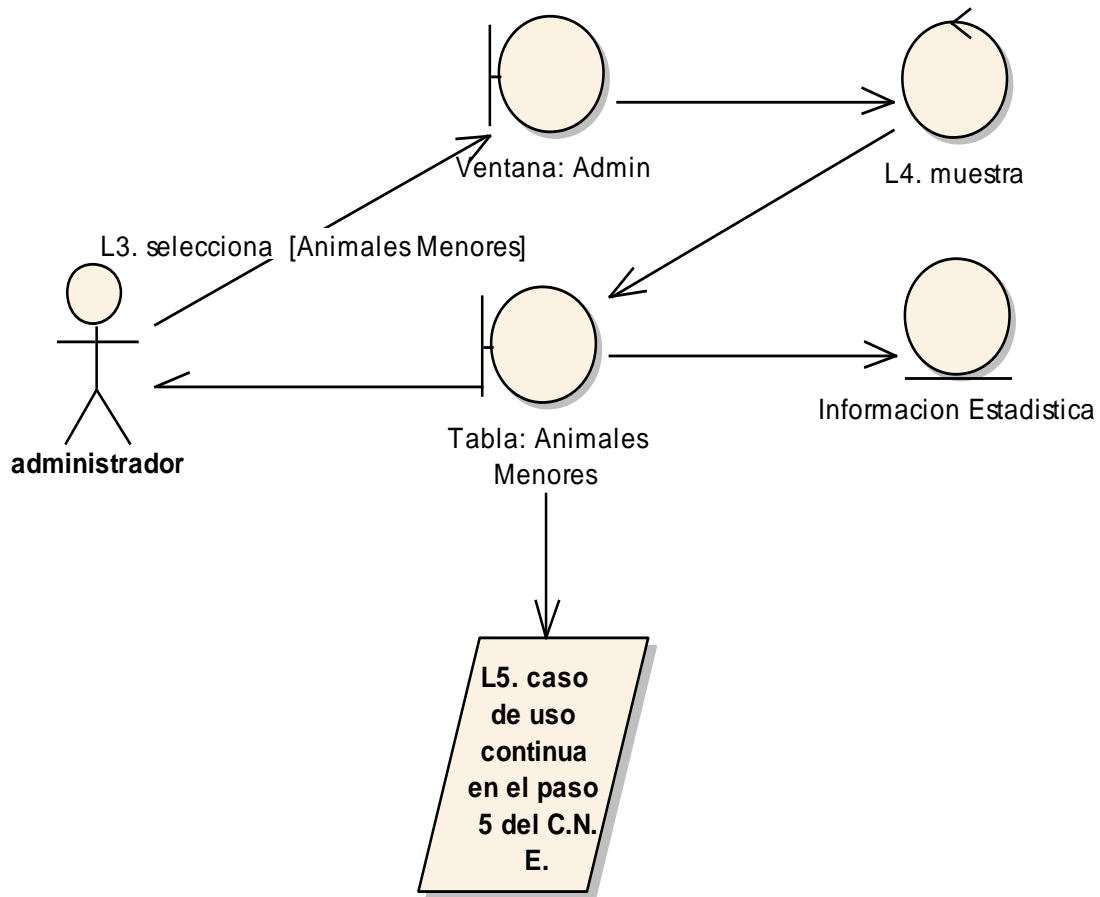 Ventana: Admin
L4. muestra
L3. selecciona [Animales Menores]
administrador
Tabla: Animales
Menores
Informacion Estadistica
L5. caso
de uso
continua
en el paso
5 del C.N.
E.